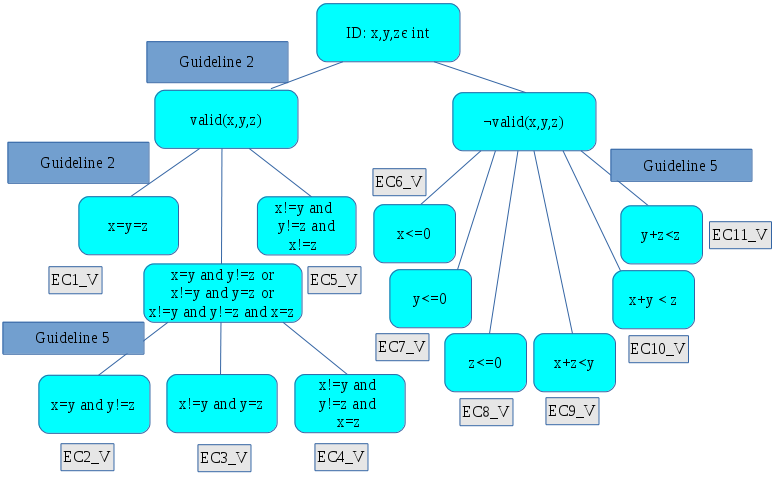 ID: x,y,zϵ int
Guideline 2
valid(x,y,z)
¬valid(x,y,z)
Guideline 2
Guideline 5
EC6_V
x=y=z
x!=y and
y!=z and
x!=z
x<=0
y+z<z
EC11_V
EC1_V
x=y and y!=z or
x!=y and y=z or
x!=y and y!=z and x=z
EC5_V
y<=0
x+y < z
Guideline 5
EC7_V
z<=0
x+z<y
EC10_V
x=y and y!=z
x!=y and y=z
x!=y and
y!=z and
x=z
EC8_V
EC9_V
EC2_V
EC3_V
EC4_V